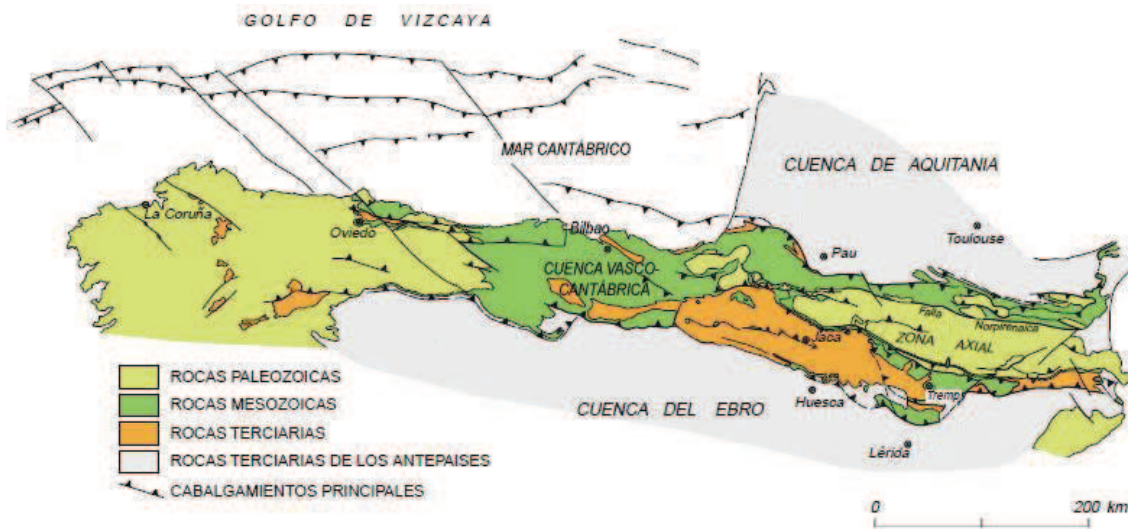 GOLFO DE VIZCAYA
MAR CANTÁBRICO
CUENCA DE AQUITANIA
La Coruña
Oviedo
Bilbao
Pau
Toulouse
CUENCA VASCO-
CANTÁBRICA
Falla
Norpirenaica
ZONA AXIAL
Jaca
Tremp
Huesca
CUENCA DEL EBRO
Lérida
ROCAS PALEOZOICAS
ROCAS MESOZOICAS
ROCAS TERCIARIAS
ROCAS TERCIARIAS DE LOS ANTEPAISES
CABALGAMIENTOS PRINCIPALES
0 200 km